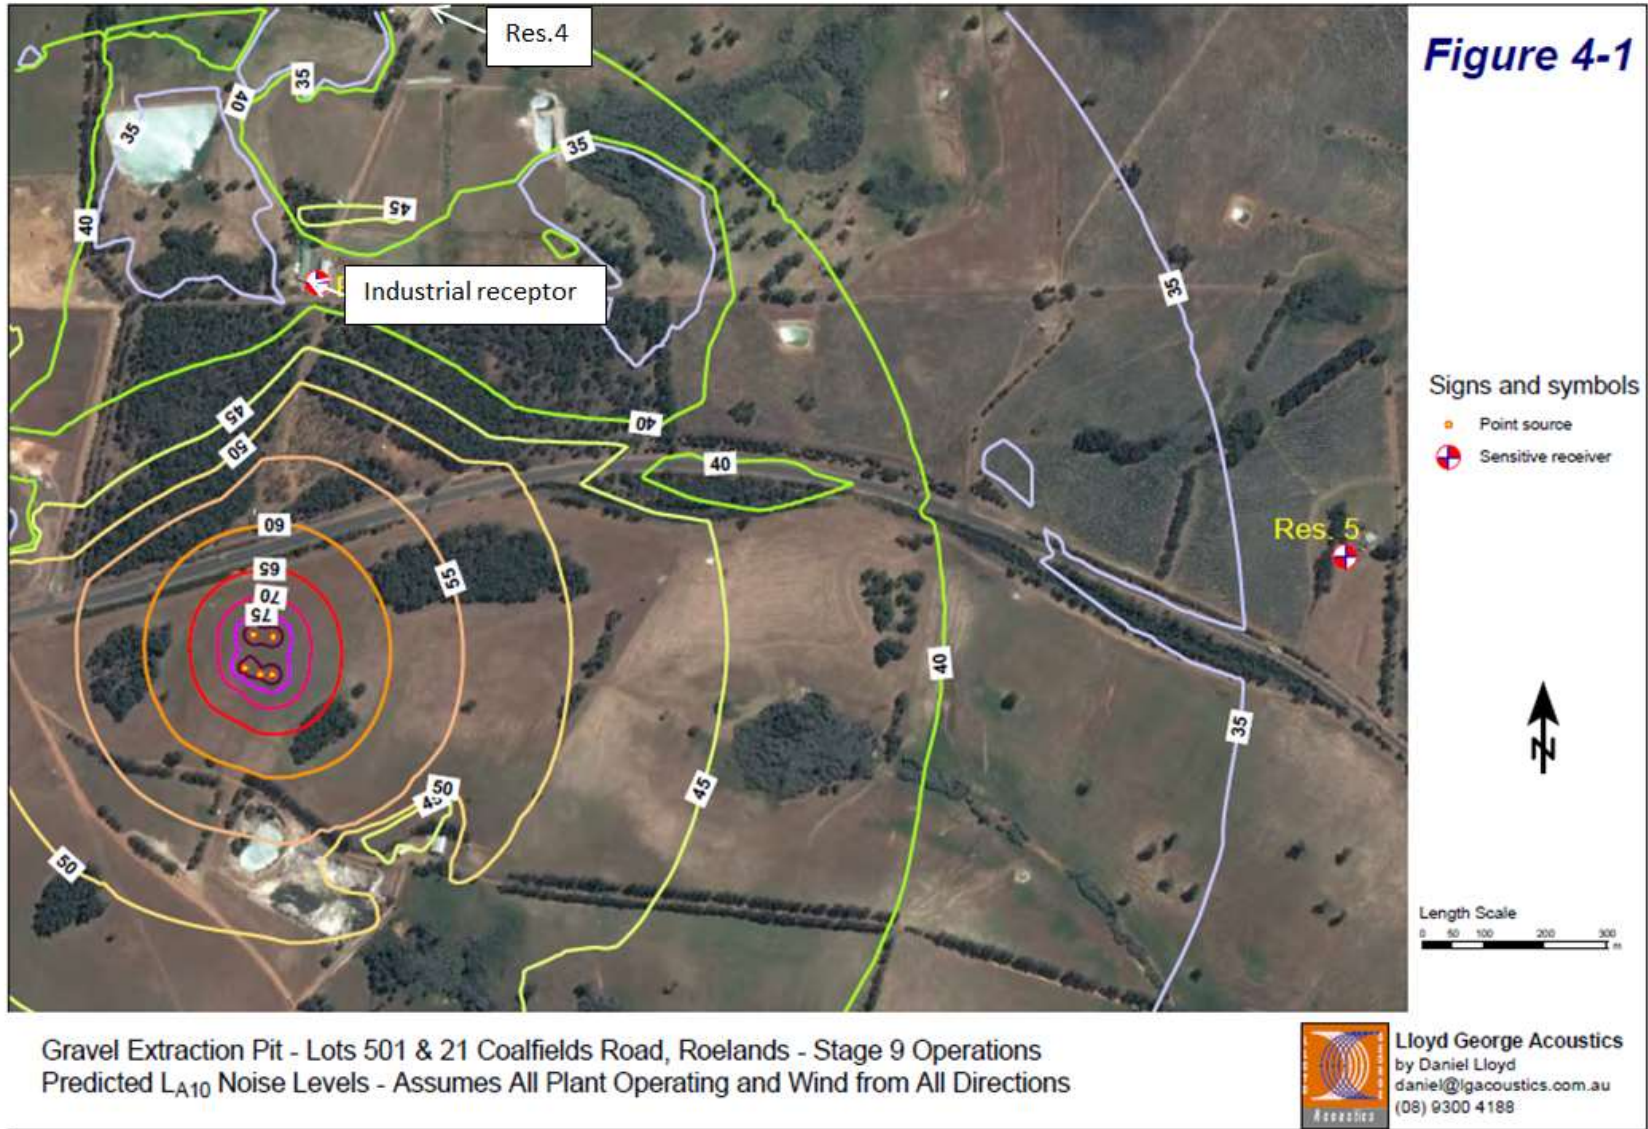 Figure 4-1
Res.4
35
40
35
35
40
45
Industrial receptor
35
45
40
50
40
60
55
65
70
75
Res. 5
40
35
45
50
50
Signs and symbols
Point source
Sensitive receiver
N
Length Scale
0 50 100 200 300
m
Gravel Extraction Pit - Lots 501 & 21 Coalfields Road, Roelands - Stage 9 Operations
Predicted LA10 Noise Levels - Assumes All Plant Operating and Wind from All Directions
Lloyd George Acoustics
by Daniel Lloyd
daniel@lgacoustics.com.au
(08) 9300 4188
Acoustics